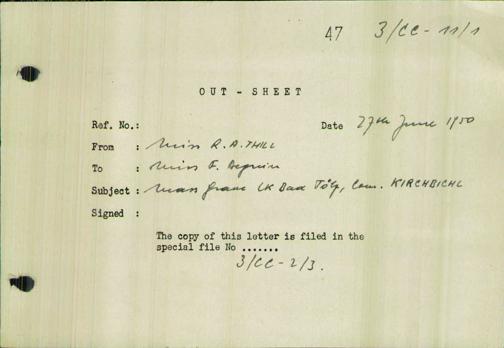 47 3/CC - 11/1
OUT - SHEET
Ref. No.: Date 27th June 1950
From : Miss R.A. THILL
To : Miss F.
Subject : Mass grave LK Bad Tölz, Com. KIRCHBICHL
Signed :
The copy of this letter is filed in the
special file No .......
3/CC - 2/3.